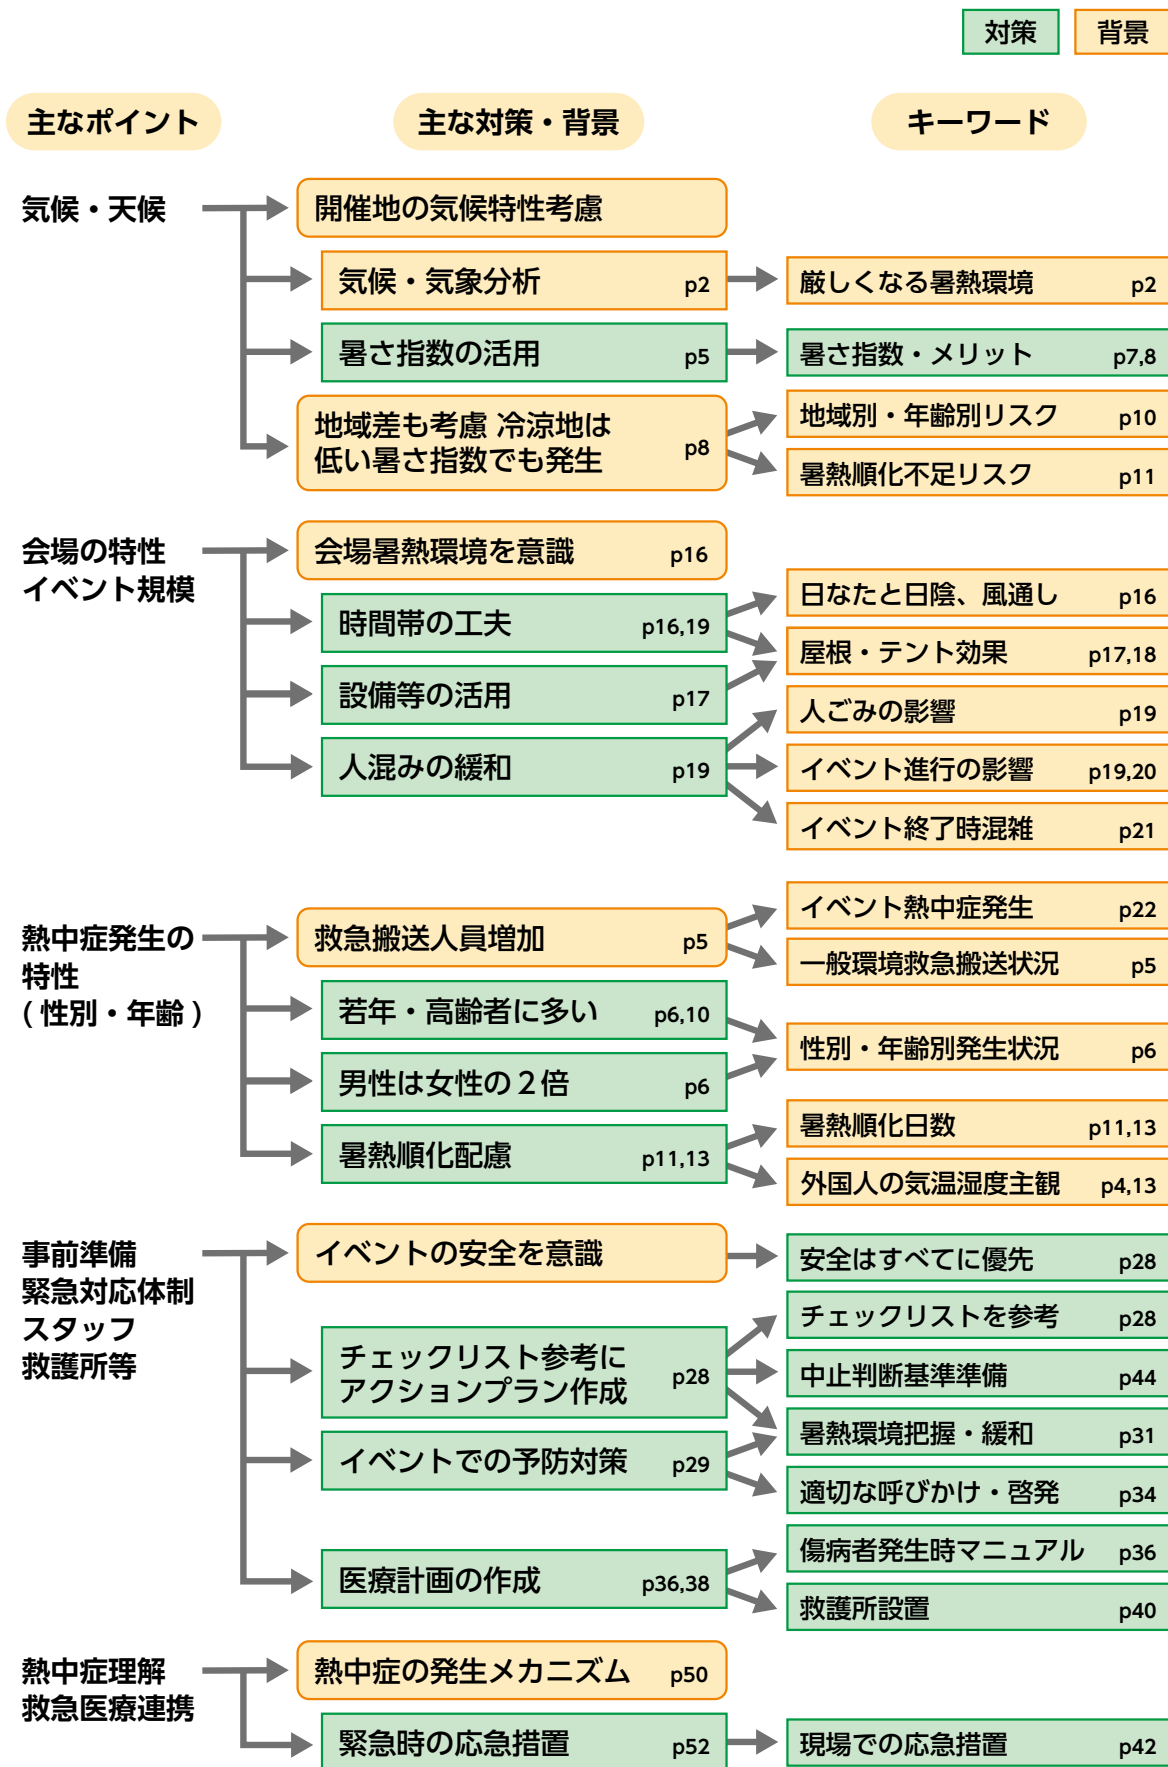 対策 背景
主なポイント 主な対策・背景 キーワード
気候・天候
開催地の気候特性考慮
気候・気象分析 p2
厳しくなる暑熱環境 p2
暑さ指数の活用 p5
暑さ指数・メリット p7,8
地域差も考慮 冷涼地は
低い暑さ指数でも発生 p8
地域別・年齢別リスク p10
暑熱順化不足リスク p11
会場の特性
イベント規模
会場暑熱環境を意識 p16
時間帯の工夫 p16,19
設備等の活用 p17
人混みの緩和 p19
日なたと日陰、風通し p16
屋根・テント効果 p17,18
人ごみの影響 p19
イベント進行の影響 p19,20
イベント終了時混雑 p21
熱中症発生の
特性
( 性別・年齢 )
救急搬送人員増加 p5
若年・高齢者に多い p6,10
男性は女性の２倍 p6
暑熱順化配慮 p11,13
イベント熱中症発生 p22
一般環境救急搬送状況 p5
性別・年齢別発生状況 p6
暑熱順化日数 p11,13
外国人の気温湿度主観 p4,13
事前準備
緊急対応体制
スタッフ
救護所等
イベントの安全を意識
チェックリスト参考に
アクションプラン作成 p28
イベントでの予防対策 p29
医療計画の作成 p36,38
安全はすべてに優先 p28
チェックリストを参考 p28
中止判断基準準備 p44
暑熱環境把握・緩和 p31
適切な呼びかけ・啓発 p34
傷病者発生時マニュアル p36
救護所設置 p40
熱中症理解
救急医療連携
熱中症の発生メカニズム p50
緊急時の応急措置 p52
現場での応急措置 p42